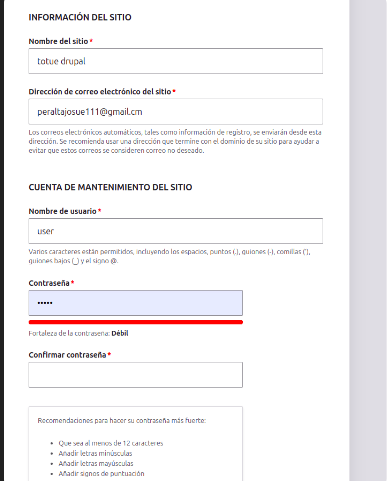 INFORMACIÓN DEL SITIO
Nombre del sitio *
totue drupal
Dirección de correo electrónico del sitio *
peraltajosue111@gmail.cm
Los correos electrónicos automáticos, tales como información de registro, se enviarán desde esta
dirección. Se recomienda usar una dirección que termine con el dominio de su sitio para ayudar a
evitar que estos correos se consideren correo no deseado.
CUENTA DE MANTENIMIENTO DEL SITIO
Nombre de usuario *
user
Varios caracteres están permitidos, incluyendo los espacios, puntos (.), guiones (-), comillas ('),
guiones bajos (_) y el signo @.
Contraseña *
•••••
Fortaleza de la contrasena: Débil
Confirmar contraseña *
Recomendaciones para hacer su contraseña más fuerte:
• Que sea al menos de 12 caracteres
• Añadir letras minúsculas
• Añadir letras mayúsculas
• Añadir signos de puntuación